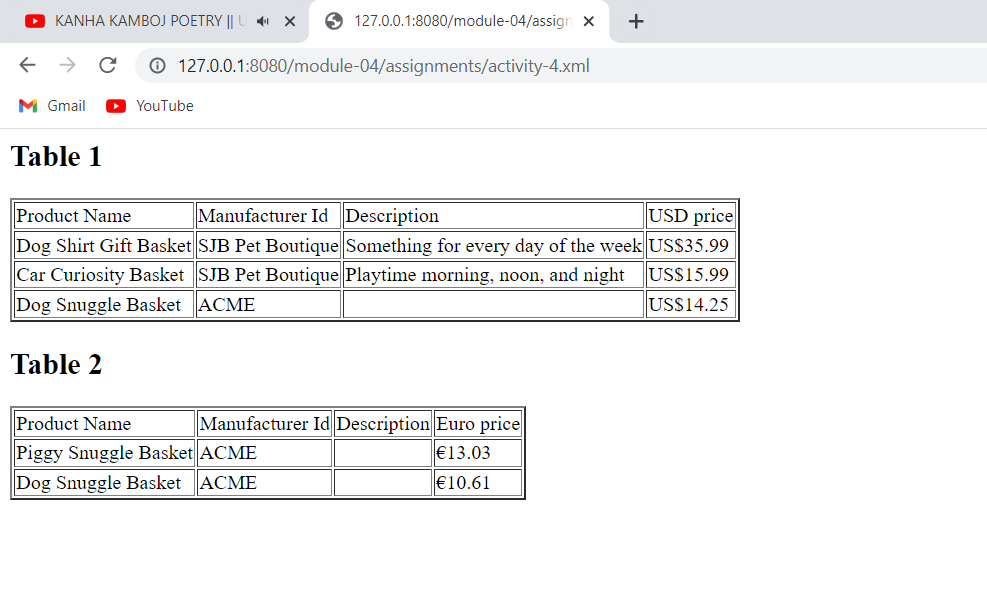 KANHA KAMBOJ POETRY || U
127.0.0.1:8080/module-04/assign
127.0.0.1:8080/module-04/assignments/activity-4.xml
Gmail YouTube
Table 1
Product Name Manufacturer Id Description USD price
Dog Shirt Gift Basket SJB Pet Boutique Something for every day of the week US$35.99
Car Curiosity Basket SJB Pet Boutique Playtime morning, noon, and night US$15.99
Dog Snuggle Basket ACME US$14.25
Table 2
Product Name Manufacturer Id Description Euro price
Piggy Snuggle Basket ACME €13.03
Dog Snuggle Basket ACME €10.61